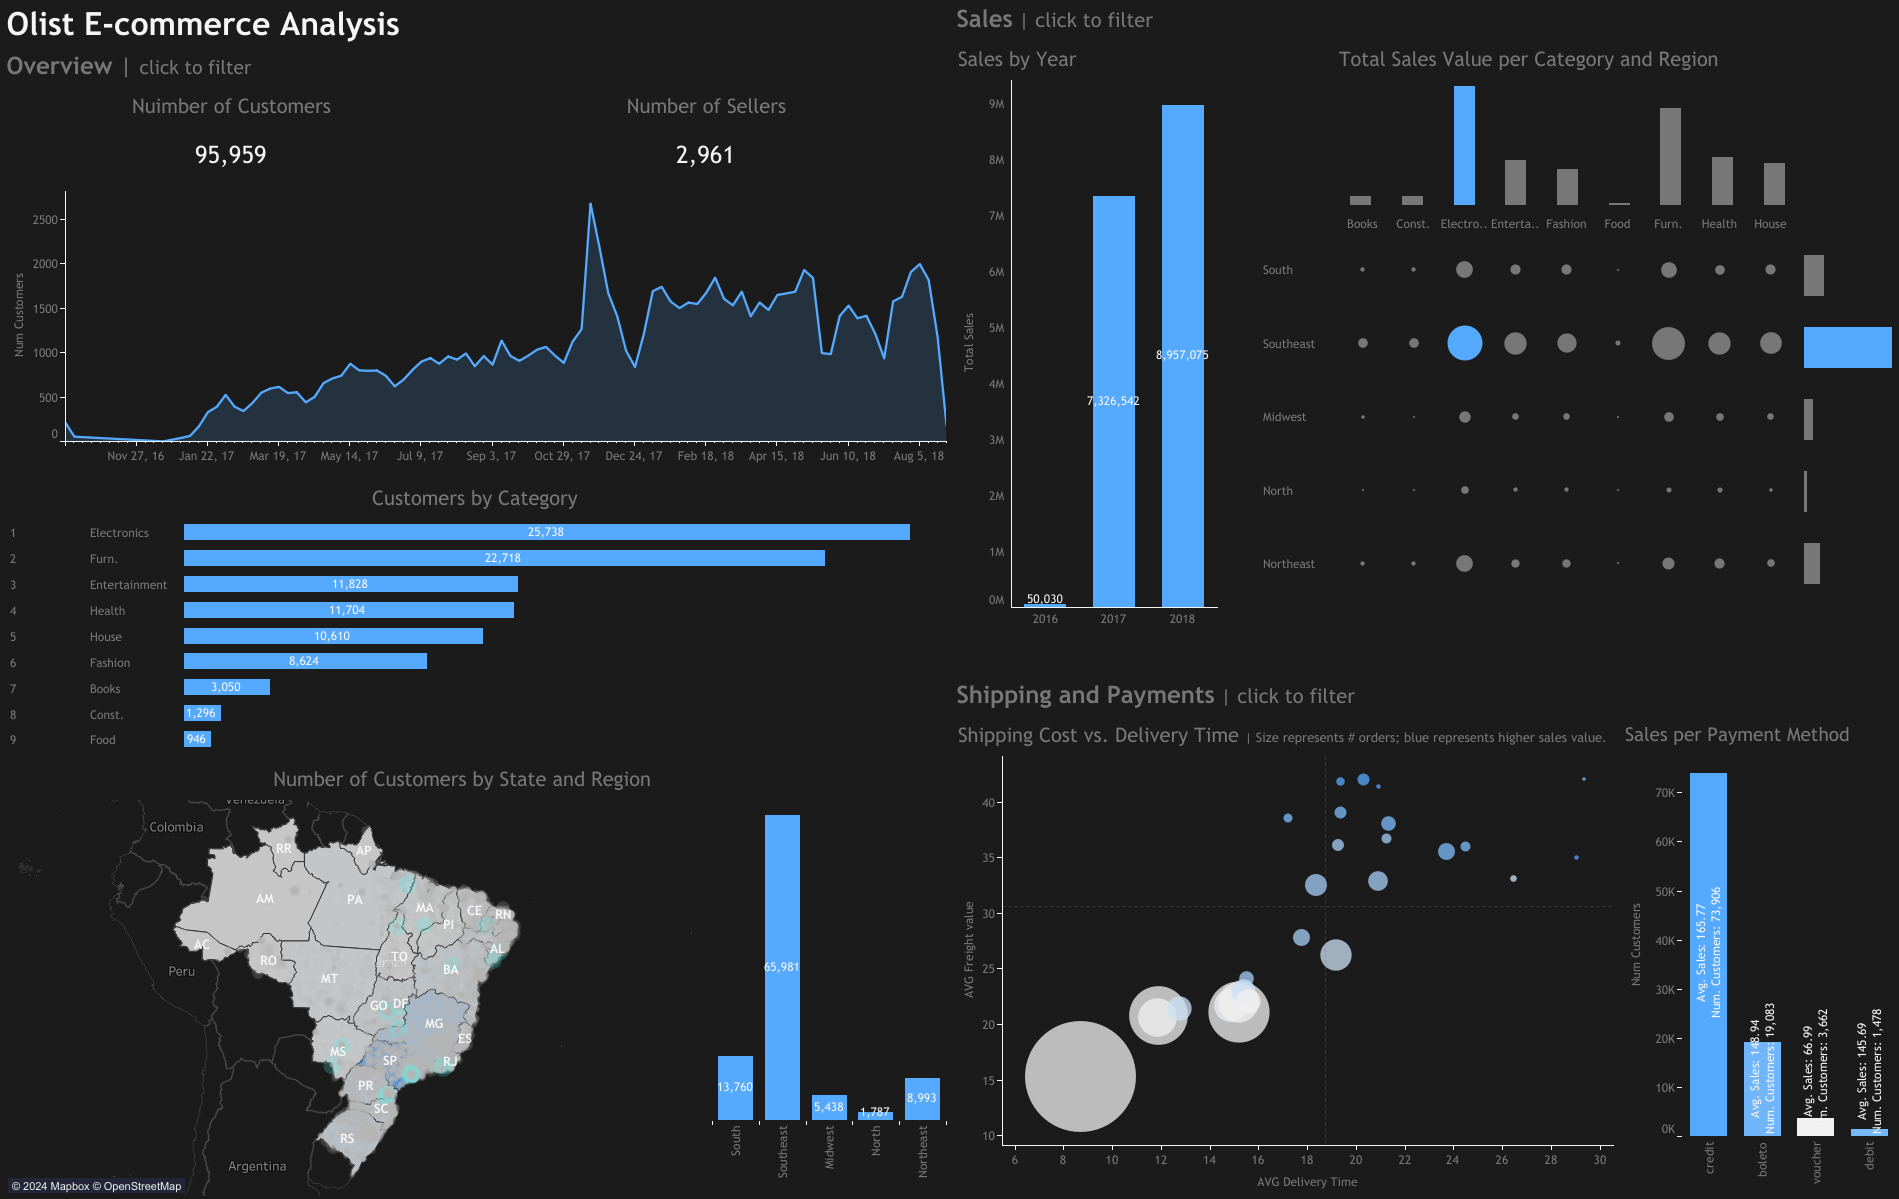 Olist E-commerce Analysis
Overview | click to filter
Nuimber of Customers
95,959
Number of Sellers
2,961
Num Customers
2500
2000
1500
1000
500
0
Nov 27, 16 Jan 22, 17 Mar 19, 17 May 14, 17 Jul 9, 17 Sep 3, 17 Oct 29, 17 Dec 24, 17 Feb 18, 18 Apr 15, 18 Jun 10, 18 Aug 5, 18
Customers by Category
1 Electronics 25,738
2 Furn. 22,718
3 Entertainment 11,828
4 Health 11,704
5 House 10,610
6 Fashion 8,624
7 Books 3,050
8 Const. 1,296
9 Food 946
Number of Customers by State and Region
Venezuela
Colombia
Peru
Argentina
RR
AP
AM
PA
MA
CE
RN
PI
AC
RO
TO
AL
MT
BA
GO
DF
MG
ES
MS
SP
RJ
PR
SC
RS
© 2024 Mapbox © OpenStreetMap
13,760
65,981
5,438
1,787
8,993
South
Southeast
Midwest
North
Northeast
Sales | click to filter
Sales by Year
Total Sales
9M
8M
7M
6M
5M
4M
3M
2M
1M
0M
50,030
7,326,542
8,957,075
2016 2017 2018
Total Sales Value per Category and Region
Books Const. Electro.. Enterta.. Fashion Food Furn. Health House
South
Southeast
Midwest
North
Northeast
Shipping and Payments | click to filter
Shipping Cost vs. Delivery Time | Size represents # orders; blue represents higher sales value.
AVG Freight value
40
35
30
25
20
15
10
6 8 10 12 14 16 18 20 22 24 26 28 30
AVG Delivery Time
Sales per Payment Method
Num Customers
70K
60K
50K
40K
30K
20K
10K
0K
Avg. Sales: 165.77
Num. Customers: 73,906
Avg. Sales: 148.94
Num. Customers: 19,083
Avg. Sales: 66.99
m. Customers: 3,662
Avg. Sales: 145.69
Num. Customers: 1,478
credit
boleto
voucher
debit